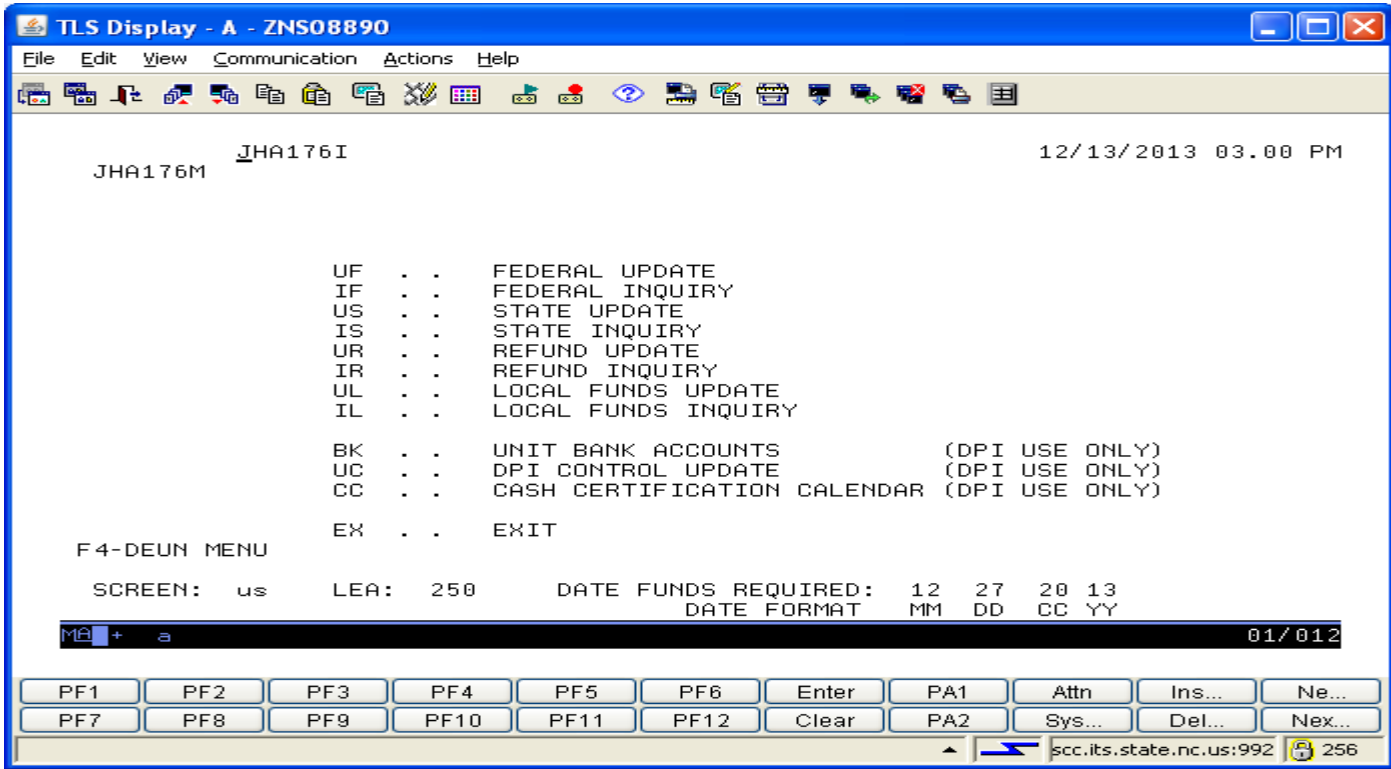 TLS Display - A - ZNS08890
File Edit View Communication Actions Help
JHA176I 12/13/2013 03.00 PM
JHA176M
UF . . FEDERAL UPDATE
IF . . FEDERAL INQUIRY
US . . STATE UPDATE
IS . . STATE INQUIRY
UR . . REFUND UPDATE
IR . . REFUND INQUIRY
UL . . LOCAL FUNDS UPDATE
IL . . LOCAL FUNDS INQUIRY
BK . . UNIT BANK ACCOUNTS (DPI USE ONLY)
UC . . DPI CONTROL UPDATE (DPI USE ONLY)
CC . . CASH CERTIFICATION CALENDAR (DPI USE ONLY)
EX . . EXIT
F4-DEUN MENU
SCREEN: us LEA: 250 DATE FUNDS REQUIRED: 12 27 20 13
DATE FORMAT MM DD CC YY
MA + a 01/012
PF1 PF2 PF3 PF4 PF5 PF6 Enter PA1 Attn Ins... Ne...
PF7 PF8 PF9 PF10 PF11 PF12 Clear PA2 Sys... Del... Nex...
scc.its.state.nc.us:992 256